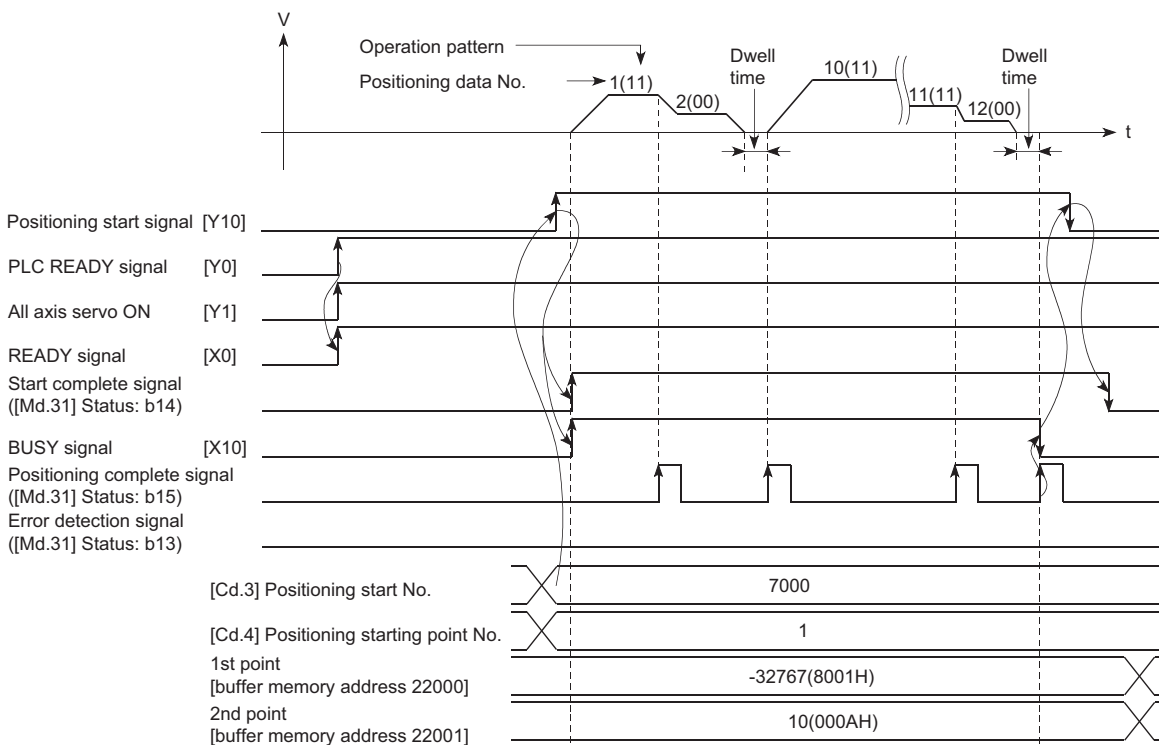 V
Operation pattern
Dwell
time
Dwell
time
Positioning data No.
1(11)
2(00)
10(11)
11(11)
12(00)
t
Positioning start signal [Y10]
PLC READY signal [Y0]
All axis servo ON [Y1]
READY signal [X0]
Start complete signal
([Md.31] Status: b14)
BUSY signal [X10]
Positioning complete signal
([Md.31] Status: b15)
Error detection signal
([Md.31] Status: b13)
[Cd.3] Positioning start No. 7000
[Cd.4] Positioning starting point No. 1
1st point
[buffer memory address 22000] -32767(8001H)
2nd point
[buffer memory address 22001] 10(000AH)